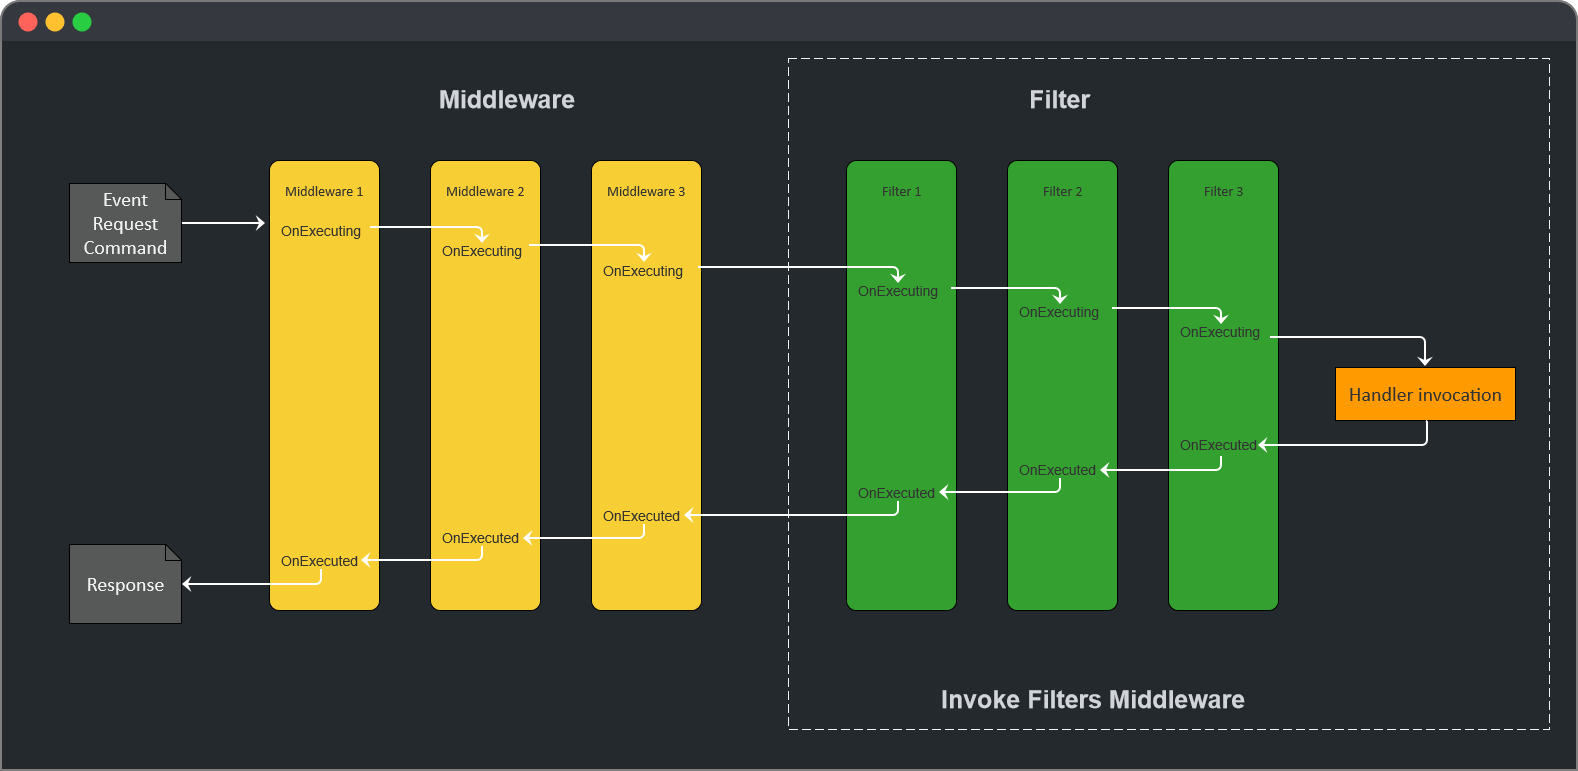 Middleware
Filter
Middleware 1
Middleware 2
Middleware 3
Filter 1
Filter 2
Filter 3
Event
Request
Command
OnExecuting
OnExecuting
OnExecuting
OnExecuting
OnExecuting
OnExecuting
Handler invocation
OnExecuted
OnExecuted
OnExecuted
OnExecuted
OnExecuted
OnExecuted
Response
Invoke Filters Middleware